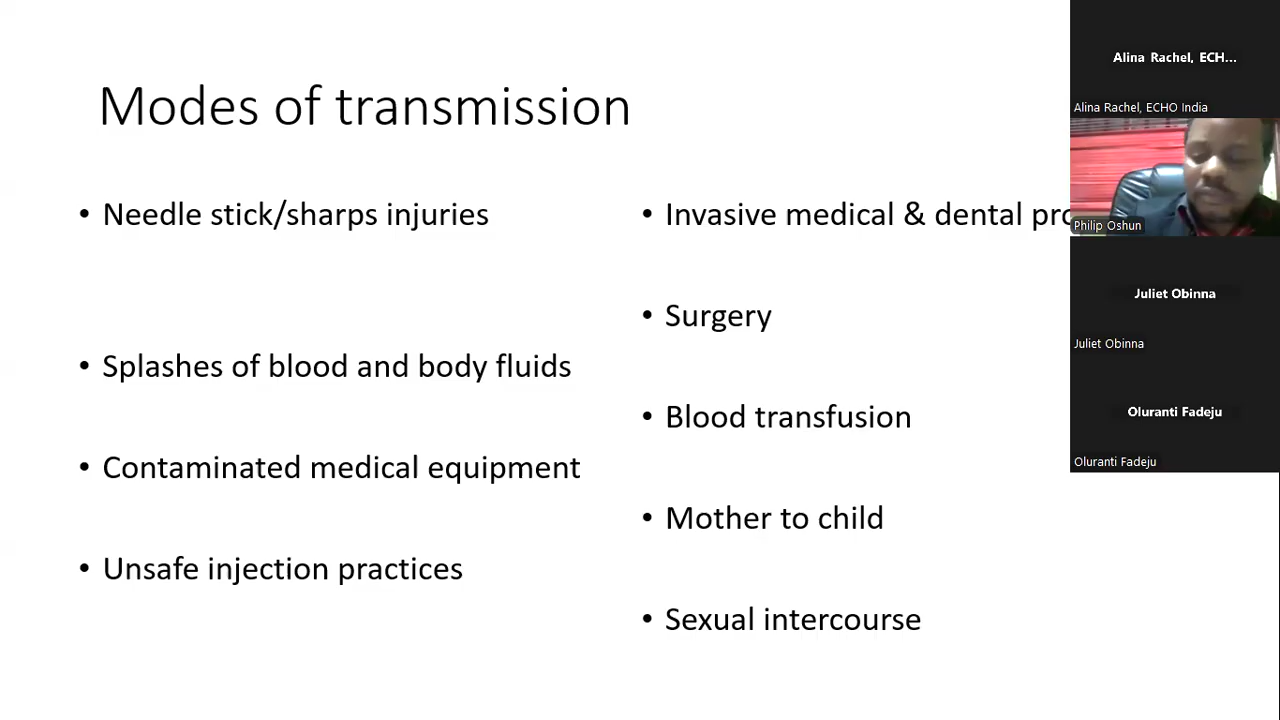 Modes of transmission
• Needle stick/sharps injuries
• Splashes of blood and body fluids
• Contaminated medical equipment
• Unsafe injection practices
• Invasive medical & dental
• Surgery
• Blood transfusion
• Mother to child
• Sexual intercourse
Alina Rachel, ECH...
Alina Rachel, ECHO India
Philip Oshun
Juliet Obinna
Juliet Obinna
Oluranti Fadeju
Oluranti Fadeju